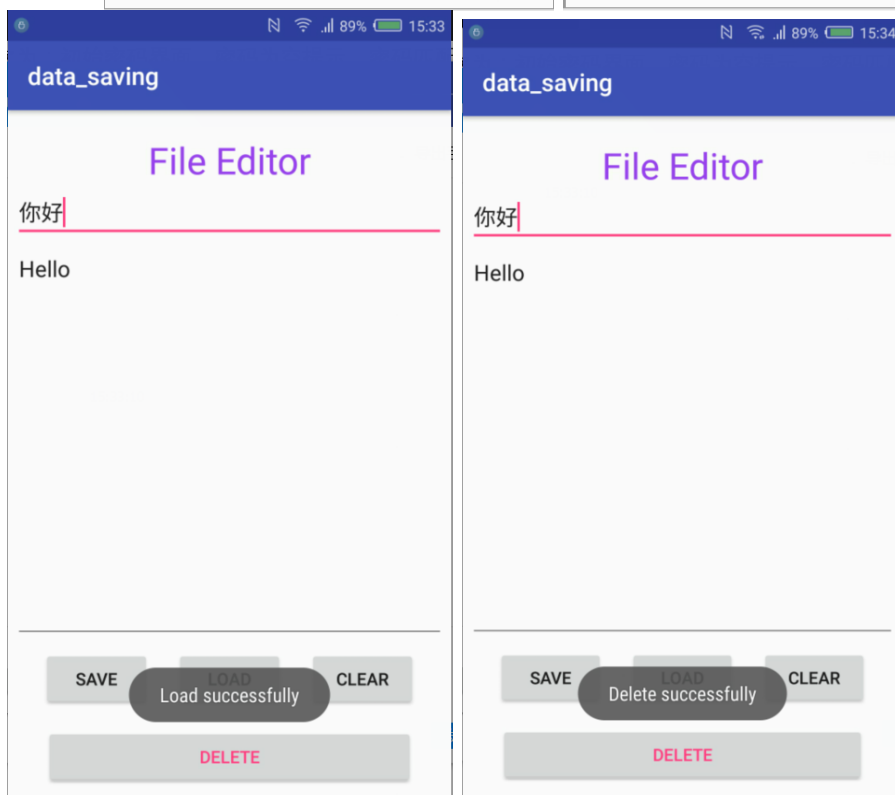 89% 15:33
data_saving
File Editor
你好
Hello
SAVE LOAD CLEAR
Load successfully
DELETE
89% 15:34
data_saving
File Editor
你好
Hello
SAVE LOAD CLEAR
Delete successfully
DELETE